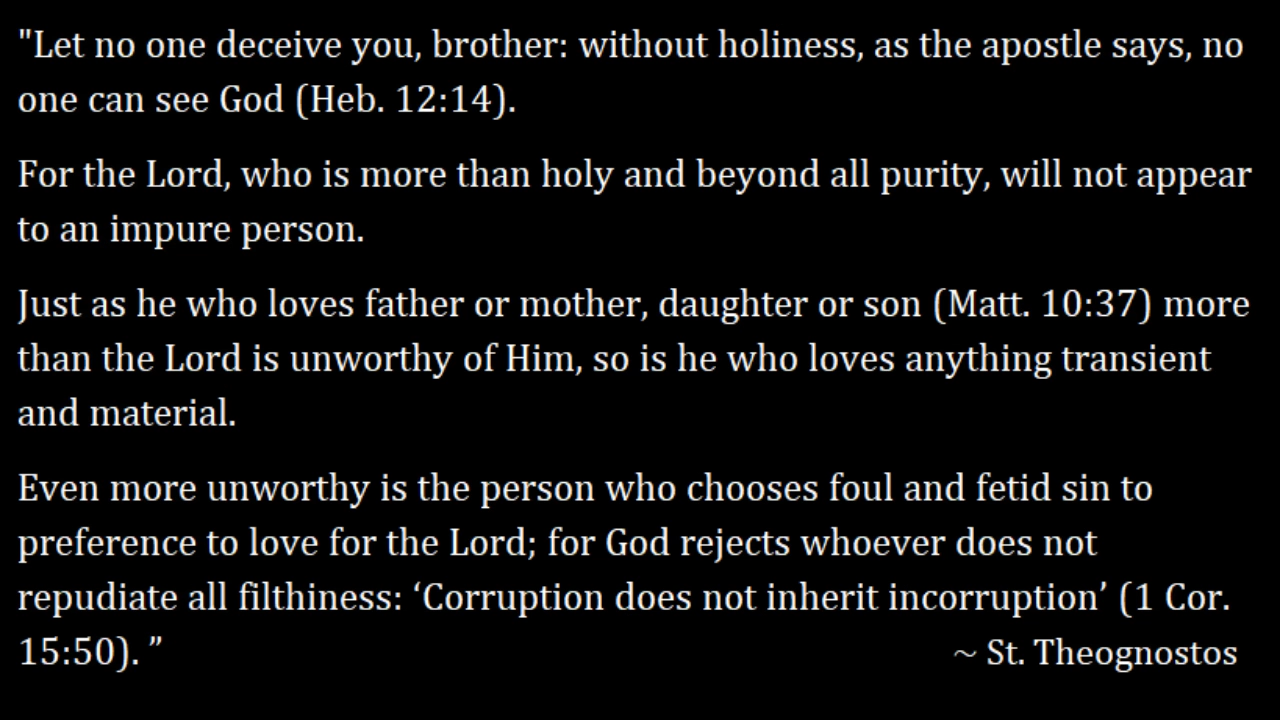 "Let no one deceive you, brother: without holiness, as the apostle says, no
one can see God (Heb. 12:14).
For the Lord, who is more than holy and beyond all purity, will not appear
to an impure person.
Just as he who loves father or mother, daughter or son (Matt. 10:37) more
than the Lord is unworthy of Him, so is he who loves anything transient
and material.
Even more unworthy is the person who chooses foul and fetid sin to
preference to love for the Lord; for God rejects whoever does not
repudiate all filthiness: ‘Corruption does not inherit incorruption’ (1 Cor.
15:50). ” ~ St. Theognostos